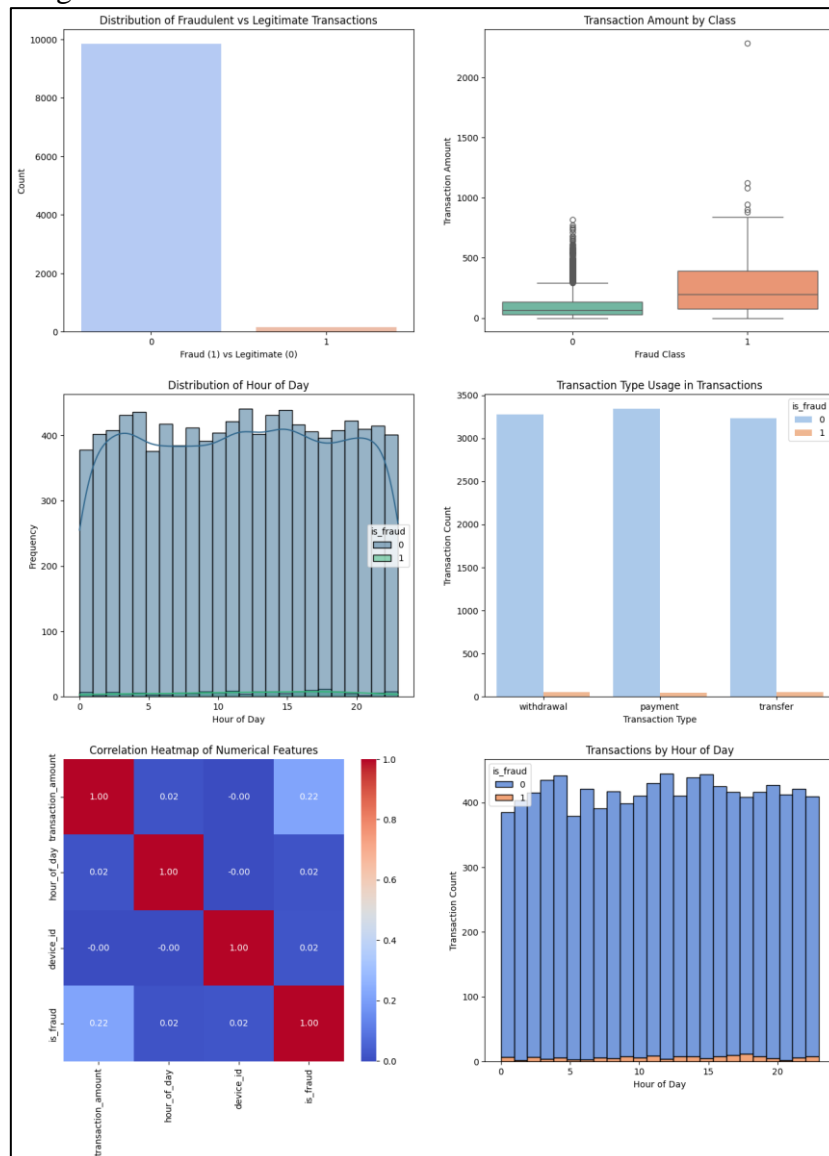 Distribution of Fraudulent vs Legitimate Transactions
10000
8000
6000
4000
2000
0
Count
0 1
Fraud (1) vs Legitimate (0)
Transaction Amount by Class
2000
1500
1000
500
0
Transaction Amount
0 1
Fraud Class
Distribution of Hour of Day
400
300
200
100
0
Frequency
is_fraud
0
1
0 5 10 15 20
Hour of Day
Transaction Type Usage in Transactions
3500
3000
2500
2000
1500
1000
500
0
Transaction Count
is_fraud
0
1
withdrawal payment transfer
Transaction Type
Correlation Heatmap of Numerical Features
transaction_amount
hour_of_day
device_id
is_fraud
1.00 0.02 -0.00 0.22
0.02 1.00 -0.00 0.02
-0.00 -0.00 1.00 0.02
0.22 0.02 0.02 1.00
1.0
0.8
0.6
0.4
0.2
0.0
transaction_amount
hour_of_day
device_id
is_fraud
Transactions by Hour of Day
is_fraud
0
1
400
300
200
100
0
Transaction Count
0 5 10 15 20
Hour of Day